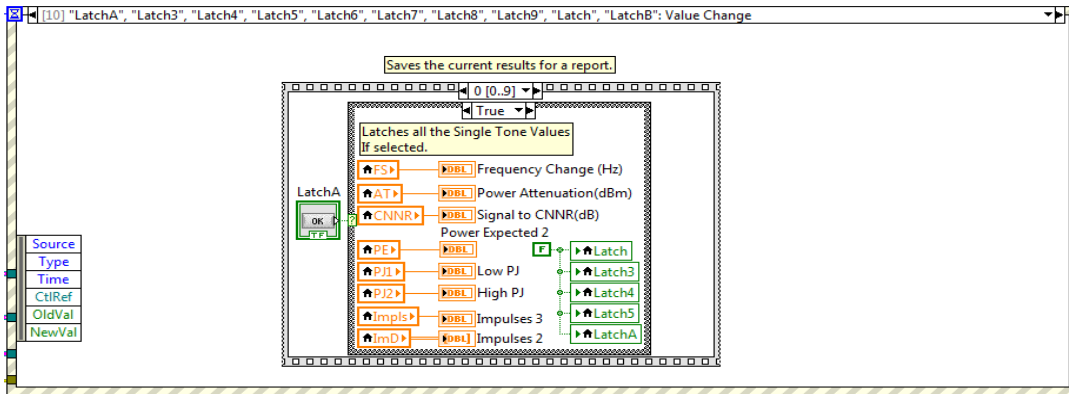 [10] "LatchA", "Latch3", "Latch4", "Latch5", "Latch6", "Latch7", "Latch8", "Latch9", "Latch", "LatchB": Value Change
Saves the current results for a report.
0 [0..9]
True
Latches all the Single Tone Values
If selected.
FS DBL Frequency Change (Hz)
LatchA
AT DBL Power Attenuation(dBm)
OK
TF
?
CNNR DBL Signal to CNNR(dB)
Power Expected 2
PE DBL
F
Latch
PJ1 DBL Low PJ
Latch3
PJ2 DBL High PJ
Latch4
Impls DBL Impulses 3
Latch5
ImD DBL Impulses 2
LatchA
Source
Type
Time
CtlRef
OldVal
NewVal